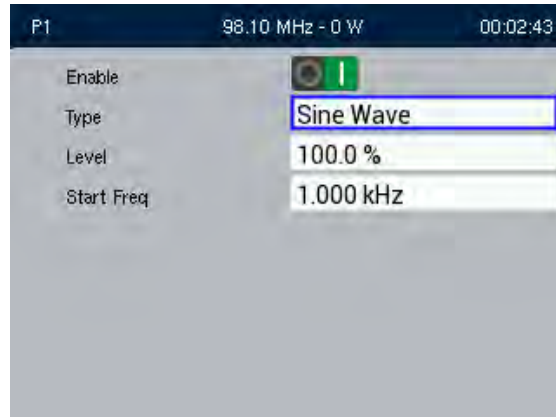 P1 98.10 MHz - 0 W 00:02:43
Enable
Type Sine Wave
Level 100.0 %
Start Freq 1.000 kHz